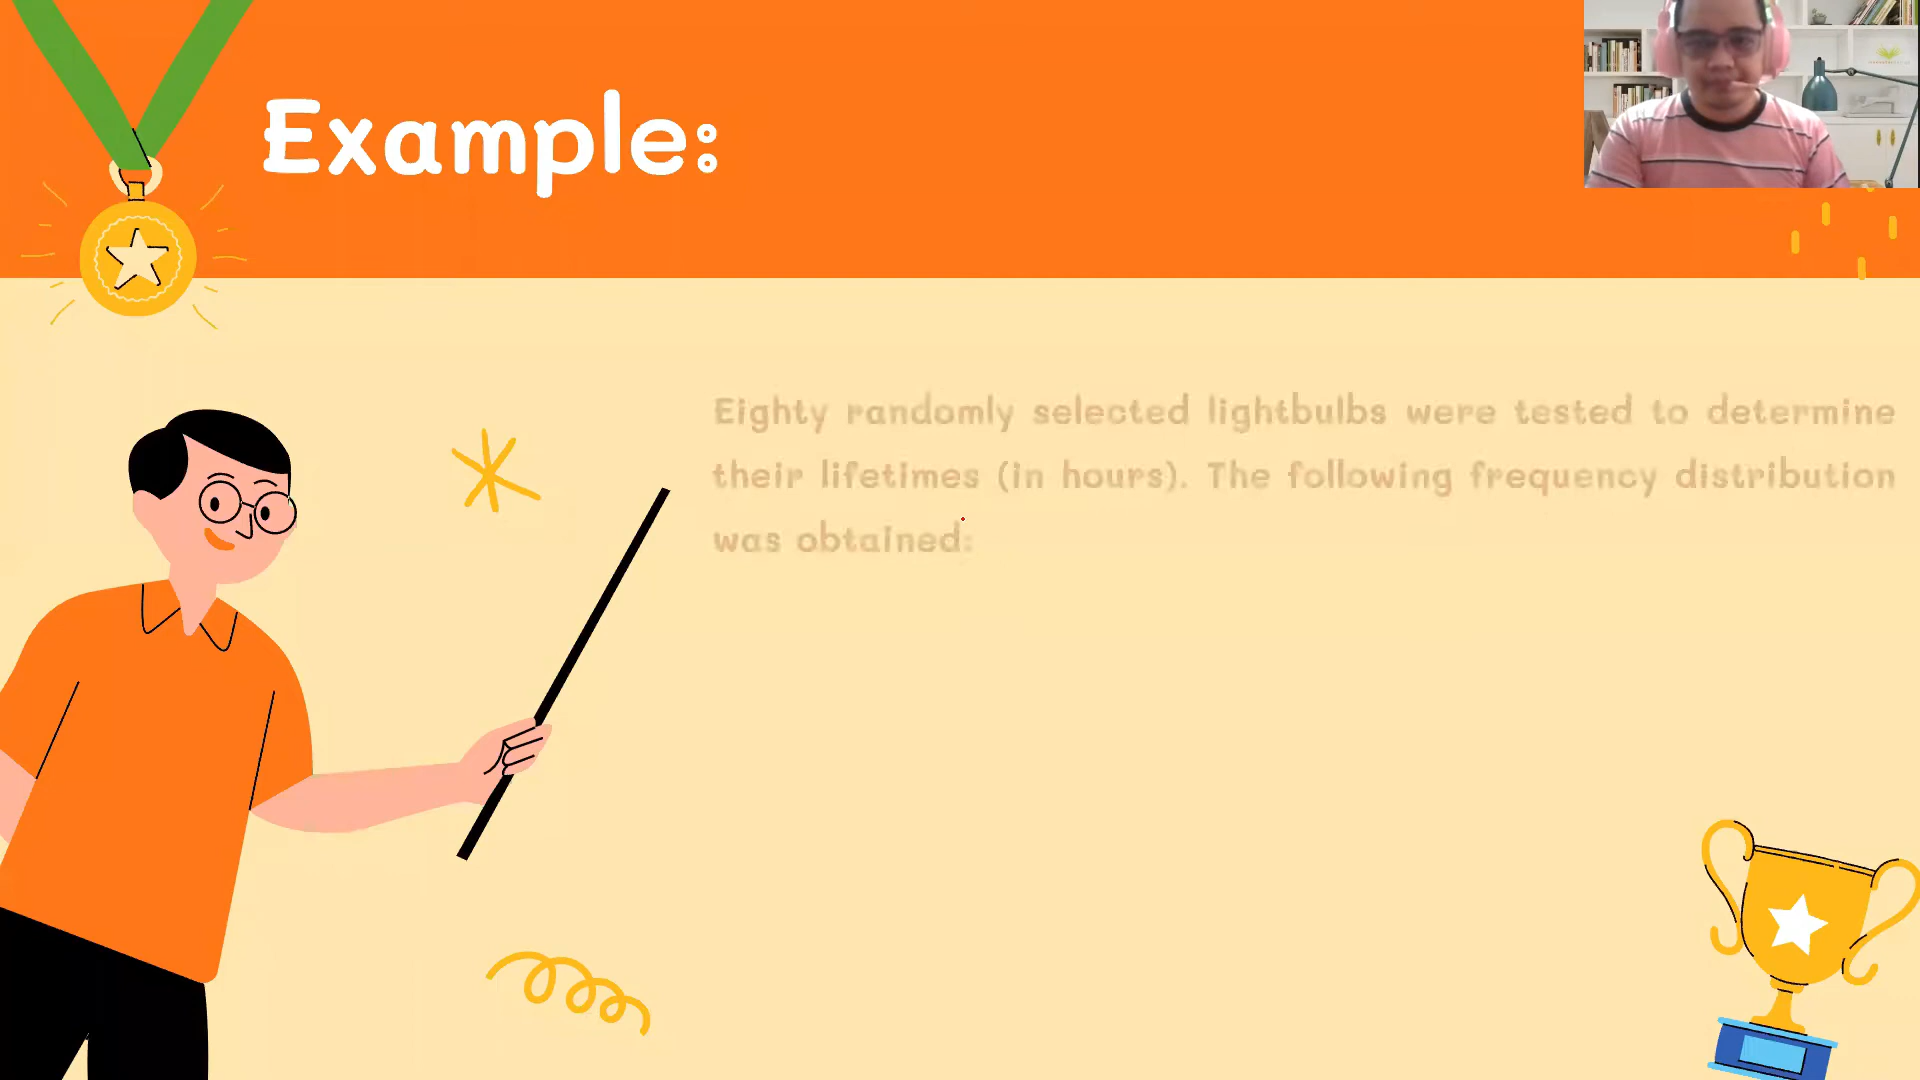 Example:
Eighty randomly selected lightbulbs were tested to determine
their lifetimes (in hours). The following frequency distribution
was obtained: